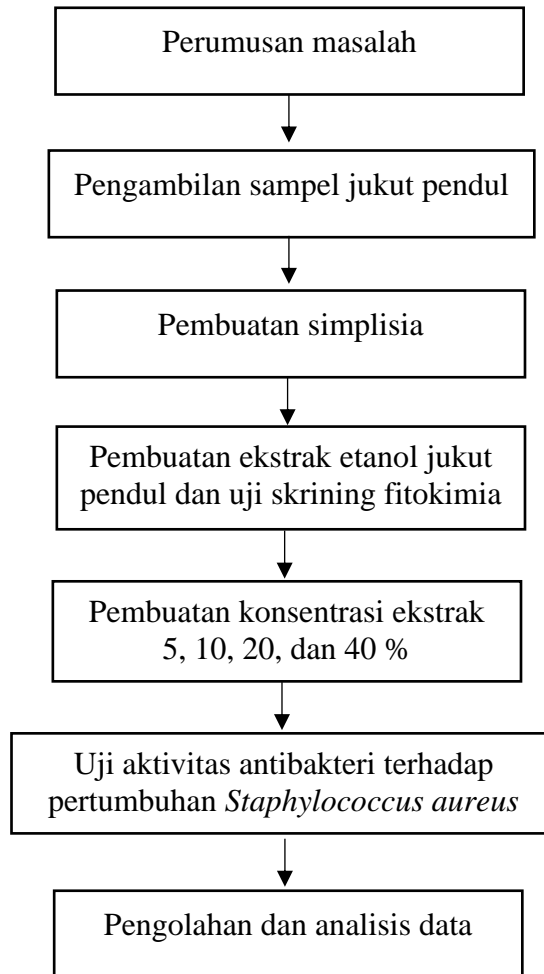 Perumusan masalah
Pengambilan sampel jukut pendul
Pembuatan simplisia
Pembuatan ekstrak etanol jukut
pendul dan uji skrining fitokimia
Pembuatan konsentrasi ekstrak
5, 10, 20, dan 40 %
Uji aktivitas antibakteri terhadap
pertumbuhan Staphylococcus aureus
Pengolahan dan analisis data